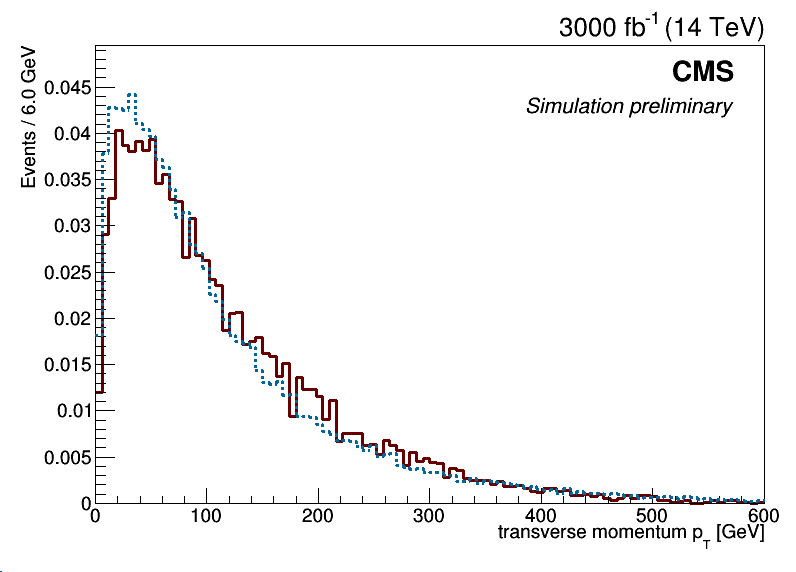 3000 fb-1 (14 TeV)
CMS
Simulation preliminary
Events / 6.0 GeV
0.045
0.04
0.035
0.03
0.025
0.02
0.015
0.01
0.005
0
0 100 200 300 400 500 600
transverse momentum pT [GeV]